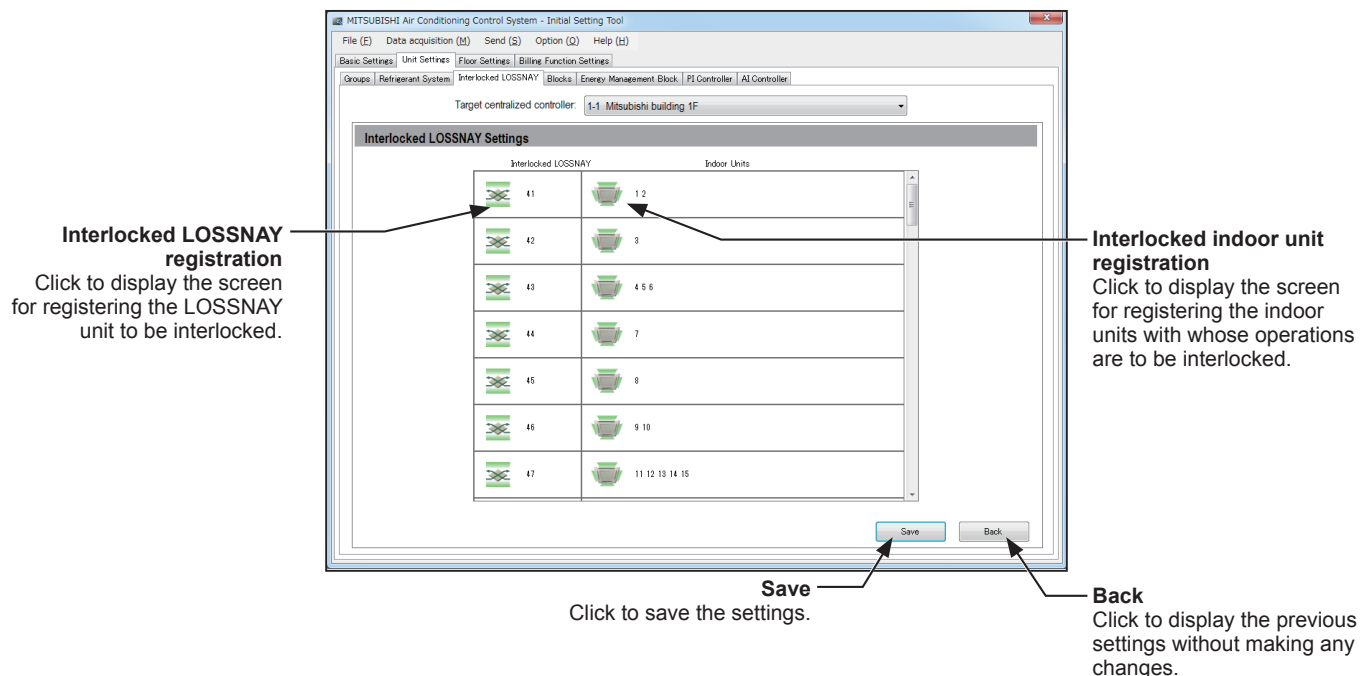 MITSUBISHI Air Conditioning Control System - Initial Setting Tool
File (F) Data acquisition (M) Send (S) Option (O) Help (H)
Basic Settings Unit Settings Floor Settings Billing Function Settings
Groups Refrigerant System Interlocked LOSSNAY Blocks Energy Management Block PI Controller AI Controller
Target centralized controller: 1-1 Mitsubishi building 1F
Interlocked LOSSNAY Settings
Interlocked LOSSNAY Indoor Units
41 1 2
42 3
43 4 5 6
44 7
45 8
46 9 10
47 11 12 13 14 15
Save Back
Interlocked LOSSNAY
registration
Click to display the screen
for registering the LOSSNAY
unit to be interlocked.
Interlocked indoor unit
registration
Click to display the screen
for registering the indoor
units with whose operations
are to be interlocked.
Save
Click to save the settings.
Back
Click to display the previous
settings without making any
changes.